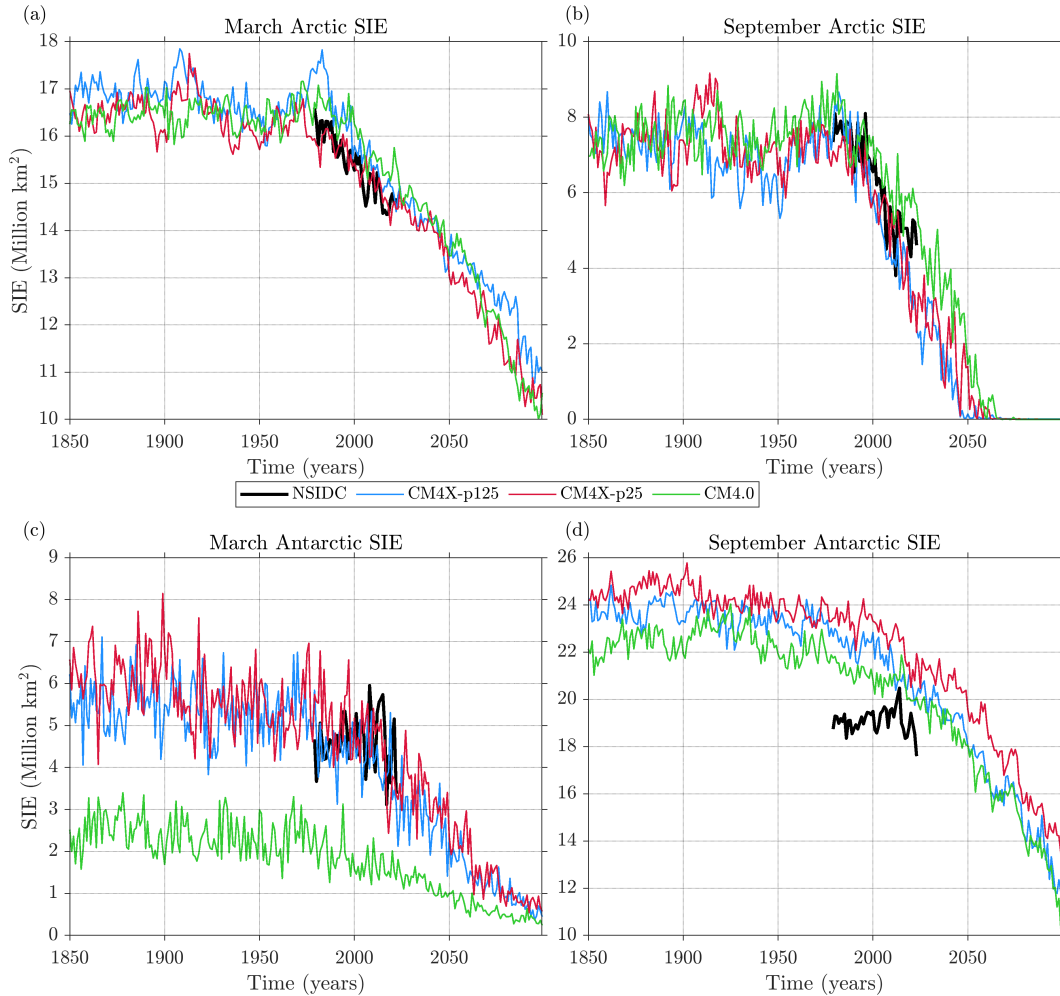 (a)
March Arctic SIE
18
17
16
15
14
13
12
11
10
SIE (Million km²)
1850 1900 1950 2000 2050
Time (years)
(b)
September Arctic SIE
10
8
6
4
2
0
1850 1900 1950 2000 2050
Time (years)
NSIDC CM4X-p125 CM4X-p25 CM4.0
(c)
March Antarctic SIE
9
8
7
6
5
4
3
2
1
0
SIE (Million km²)
1850 1900 1950 2000 2050
Time (years)
(d)
September Antarctic SIE
26
24
22
20
18
16
14
12
10
1850 1900 1950 2000 2050
Time (years)